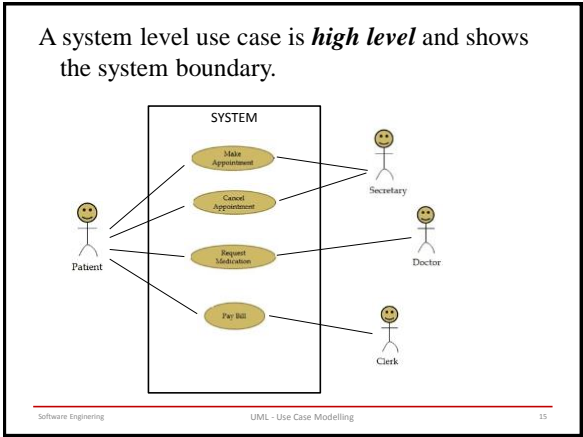 A system level use case is high level and shows
the system boundary.
SYSTEM
Make
Appointment
Secretary
Cancel
Appointment
Patient
Request
Medication
Doctor
Pay Bill
Clerk
Software Enginering
UML - Use Case Modelling
15